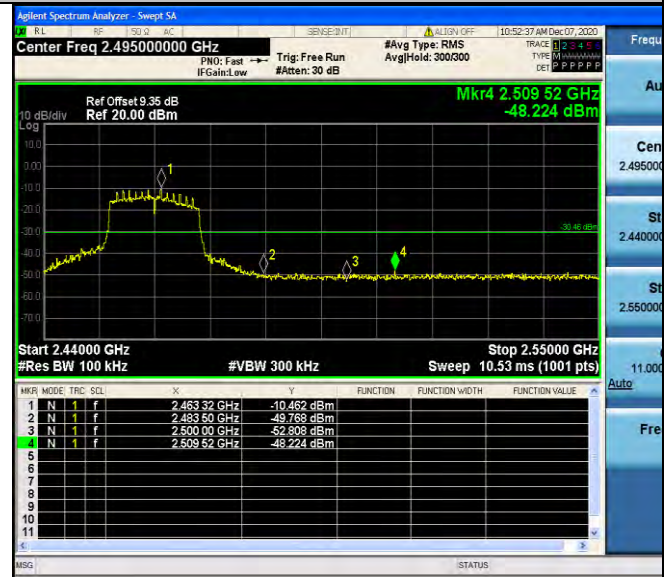 Agilent Spectrum Analyzer - Swept SA
RL RF 50 Ω AC SENSE:INT ALIGN OFF 10:52:37 AM Dec 07, 2020
Center Freq 2.495000000 GHz
PNO: Fast
IFGain:Low
Trig: Free Run
#Atten: 30 dB
#Avg Type: RMS
Avg|Hold: 300/300
TRACE 1 2 3 4 5 6
TYPE M
DET P P P P P P
Ref Offset 9.35 dB
10 dB/div Ref 20.00 dBm
Log
Mkr4 2.509 52 GHz
-48.224 dBm
10.0
0.00
-10.0
-20.0
-30.0
-40.0
-50.0
-60.0
-70.0
1
2
3
4
-30.46 dBm
Start 2.44000 GHz Stop 2.55000 GHz
#Res BW 100 kHz #VBW 300 kHz Sweep 10.53 ms (1001 pts)
MKR MODE TRC SCL X Y FUNCTION FUNCTION WIDTH FUNCTION VALUE
1 N 1 f 2.463 32 GHz -10.462 dBm
2 N 1 f 2.483 50 GHz -49.768 dBm
3 N 1 f 2.500 00 GHz -52.808 dBm
4 N 1 f 2.509 52 GHz -48.224 dBm
5
6
7
8
9
10
11
MSG STATUS
Frequ
Au
Cen
2.495000
St
2.440000
St
2.550000
11.000
Auto
Fre